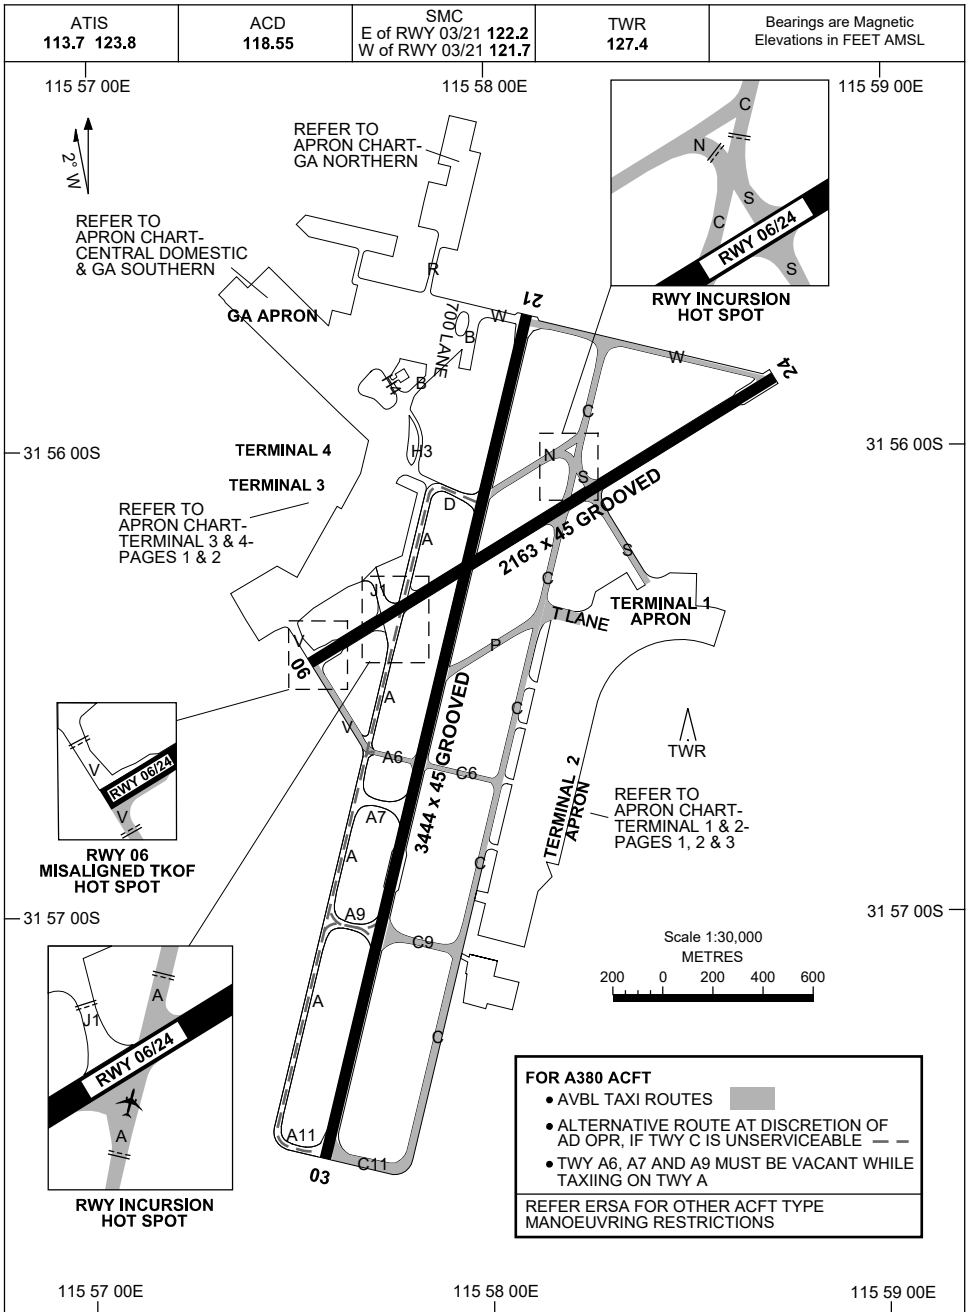 ATIS
113.7 123.8
ACD
118.55
SMC
E of RWY 03/21 122.2
W of RWY 03/21 121.7
TWR
127.4
Bearings are Magnetic
Elevations in FEET AMSL
115 57 00E
115 58 00E
115 59 00E
2° W
REFER TO
APRON CHART-
GA NORTHERN
REFER TO
APRON CHART-
CENTRAL DOMESTIC
& GA SOUTHERN
GA APRON
C
N
S
C
RWY 06/24
S
RWY INCURSION
HOT SPOT
R
21
700 LANE
W
B
W
24
B
C
31 56 00S
31 56 00S
TERMINAL 4
H3
N
S
TERMINAL 3
D
2163 x 45 GROOVED
REFER TO
APRON CHART-
TERMINAL 3 & 4-
PAGES 1 & 2
A
S
C
J1
TERMINAL 1
APRON
T LANE
V
06
P
A
C
V
3444 x 45 GROOVED
TWR
V
RWY 06/24
V
RWY 06
MISALIGNED TKOF
HOT SPOT
A6
C6
TERMINAL 2
APRON
REFER TO
APRON CHART-
TERMINAL 1 & 2-
PAGES 1, 2 & 3
A7
A
C
31 57 00S
31 57 00S
A9
C9
Scale 1:30,000
METRES
200 0 200 400 600
A
J1
RWY 06/24
A
RWY INCURSION
HOT SPOT
A
C
A11
03
C11
FOR A380 ACFT
• AVBL TAXI ROUTES
• ALTERNATIVE ROUTE AT DISCRETION OF
AD OPR, IF TWY C IS UNSERVICEABLE
• TWY A6, A7 AND A9 MUST BE VACANT WHILE
TAXIING ON TWY A
REFER ERSA FOR OTHER ACFT TYPE
MANOEUVRING RESTRICTIONS
115 57 00E
115 58 00E
115 59 00E